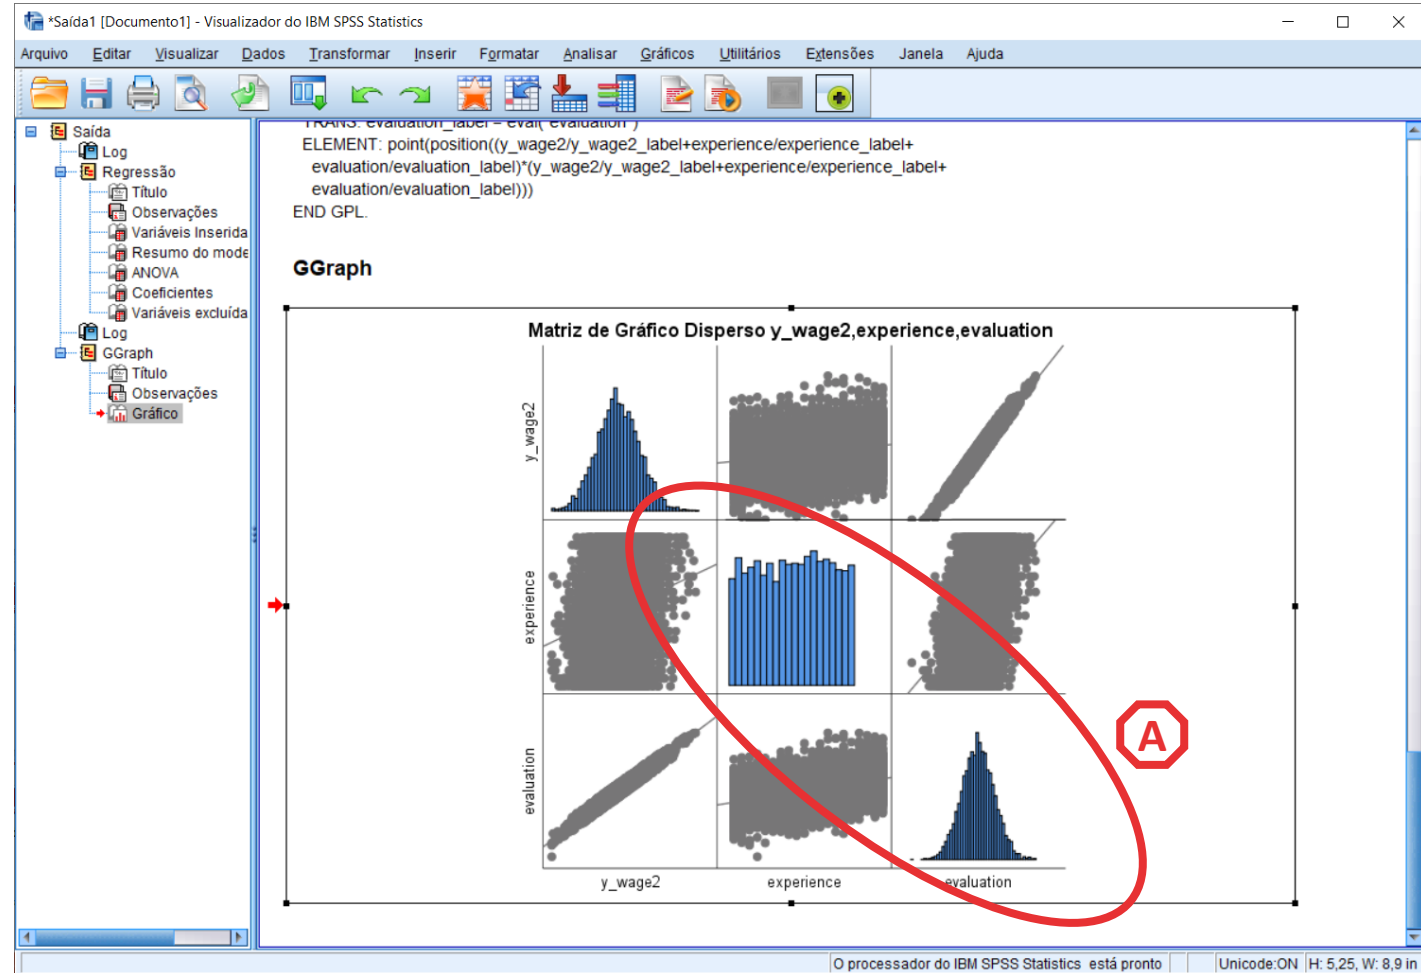 *Saída1 [Documento1] - Visualizador do IBM SPSS Statistics
Arquivo Editar Visualizar Dados Transformar Inserir Formatar Analisar Gráficos Utilitários Extensões Janela Ajuda
Saída
Log
Regressão
Título
Observações
Variáveis Inserida
Resumo do mode
ANOVA
Coeficientes
Variáveis excluída
Log
GGraph
Título
Observações
Gráfico
TRANS: evaluation_label = eval("evaluation")
ELEMENT: point(position((y_wage2/y_wage2_label+experience/experience_label+
evaluation/evaluation_label)*(y_wage2/y_wage2_label+experience/experience_label+
evaluation/evaluation_label)))
END GPL.
GGraph
Matriz de Gráfico Disperso y_wage2,experience,evaluation
y_wage2
experience
evaluation
y_wage2 experience evaluation
A
O processador do IBM SPSS Statistics está pronto Unicode:ON H: 5,25, W: 8,9 in